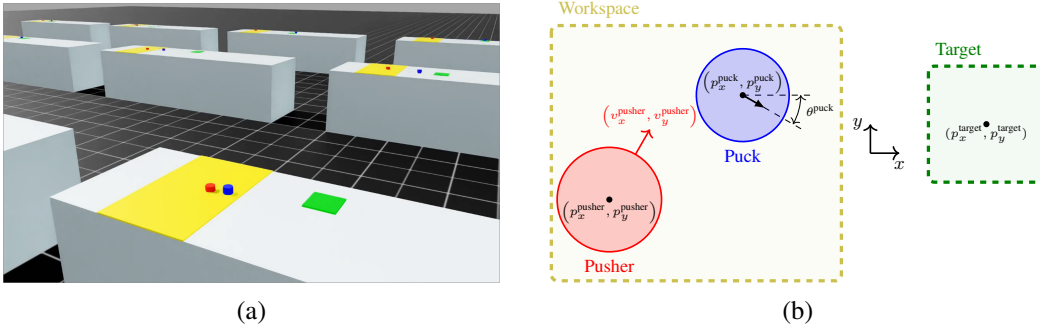 Workspace
Target
(p_x^puck, p_y^puck)
θ^puck
(v_x^pusher, v_y^pusher)
Puck
y
x
(p_x^target, p_y^target)
(p_x^pusher, p_y^pusher)
Pusher
(a)
(b)